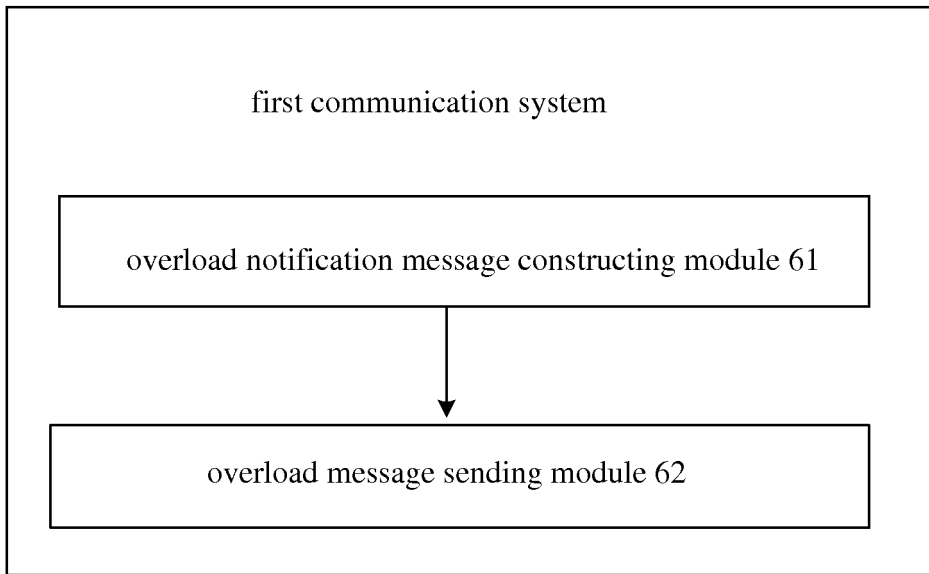 first communication system
overload notification message constructing module 61
overload message sending module 62